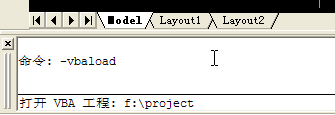 Model Layout1 Layout2
命令: -vbaload
打开 VBA 工程: f:\project